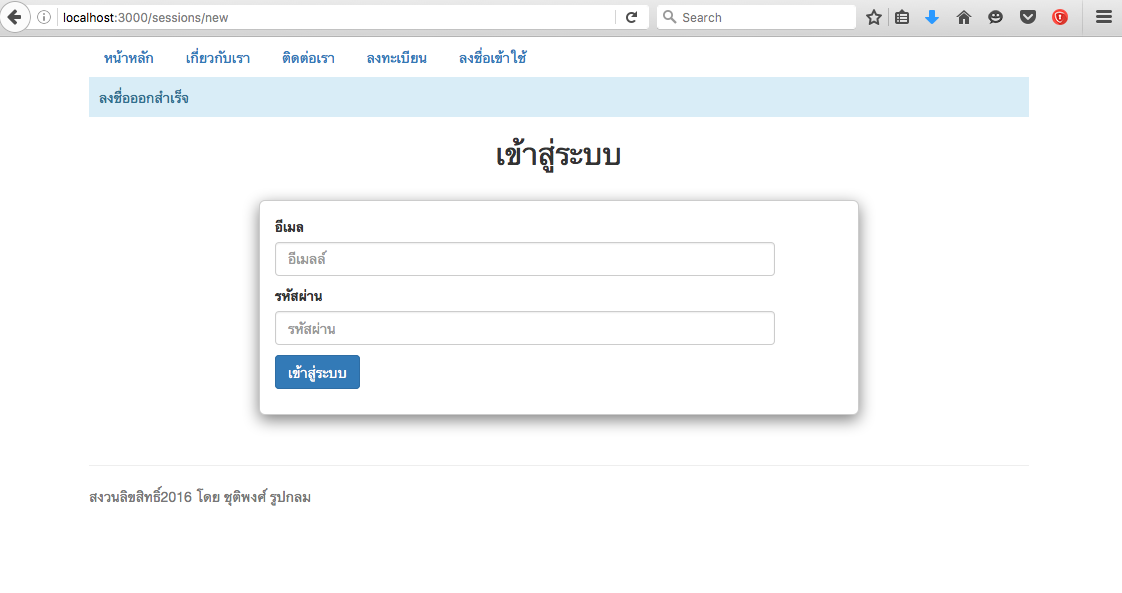 localhost:3000/sessions/new Search
หน้าหลัก เกี่ยวกับเรา ติดต่อเรา ลงทะเบียน ลงชื่อเข้าใช้
ลงชื่อออกสำเร็จ
เข้าสู่ระบบ
อีเมล
อีเมลล์
รหัสผ่าน
รหัสผ่าน
เข้าสู่ระบบ
สงวนลิขสิทธิ์2016 โดย ชุติพงศ์ รูปกลม